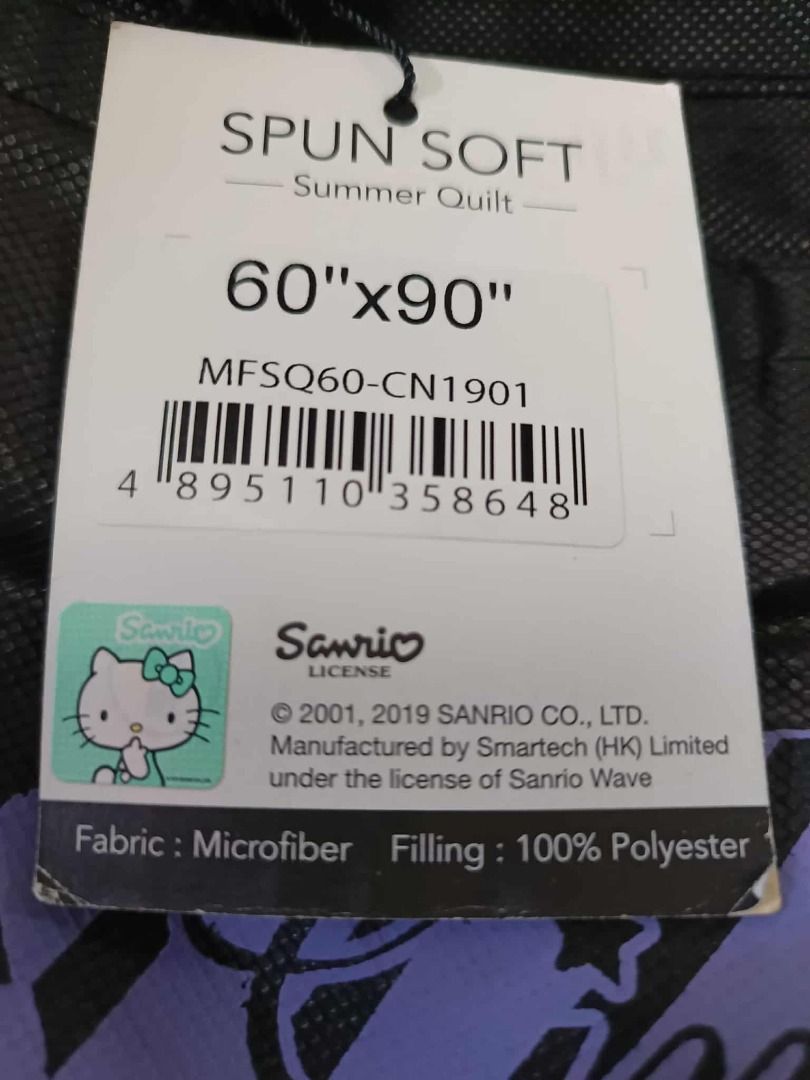 SPUN SOFT
Summer Quilt
60"x90"
MFSQ60-CN1901
4 895110 358648
Sanrio
Sanrio
LICENSE
© 2001, 2019 SANRIO CO., LTD.
Manufactured by Smartech (HK) Limited
under the license of Sanrio Wave
Fabric : Microfiber Filling : 100% Polyester